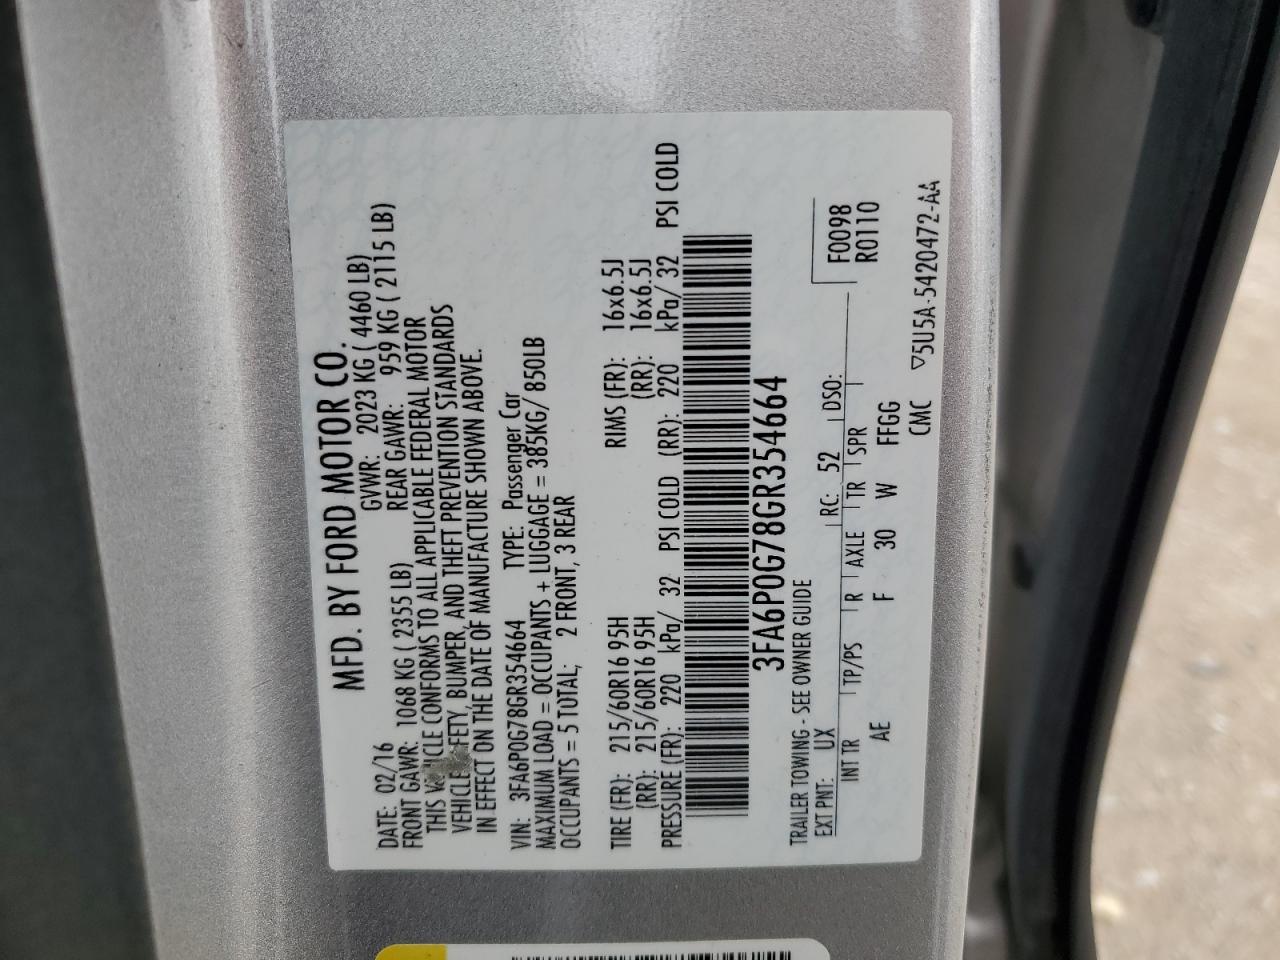 MFD. BY FORD MOTOR CO.
DATE: 02/16 GVWR: 2023 KG ( 4460 LB)
FRONT GAWR: 1068 KG ( 2355 LB) REAR GAWR: 959 KG ( 2115 LB)
THIS CLE CONFORMS TO ALL APPLICABLE FEDERAL MOTOR
VEHICLE FETY, BUMPER, AND THEFT PREVENTION STANDARDS
IN EFFECT ON THE DATE OF MANUFACTURE SHOWN ABOVE.
VIN: 3FA6P0G78GR354664 TYPE: Passenger Car
MAXIMUM LOAD = OCCUPANTS + LUGGAGE = 385KG/ 850LB
OCCUPANTS = 5 TOTAL; 2 FRONT, 3 REAR
TIRE (FR): 215/60R16 95H RIMS (FR): 16x6.5J
(RR): 215/60R16 95H (RR): 16x6.5J
PRESSURE (FR): 220 kPa/ 32 PSI COLD (RR): 220 kPa/ 32 PSI COLD
3FA6P0G78GR354664
TRAILER TOWING - SEE OWNER GUIDE
F0098
R0110
EXT PNT: UX RC: 52 DSO:
INT TR TP/PS R AXLE TR SPR
AE F 30 W FFGG
CMC ▽5U5A-5420472-AA